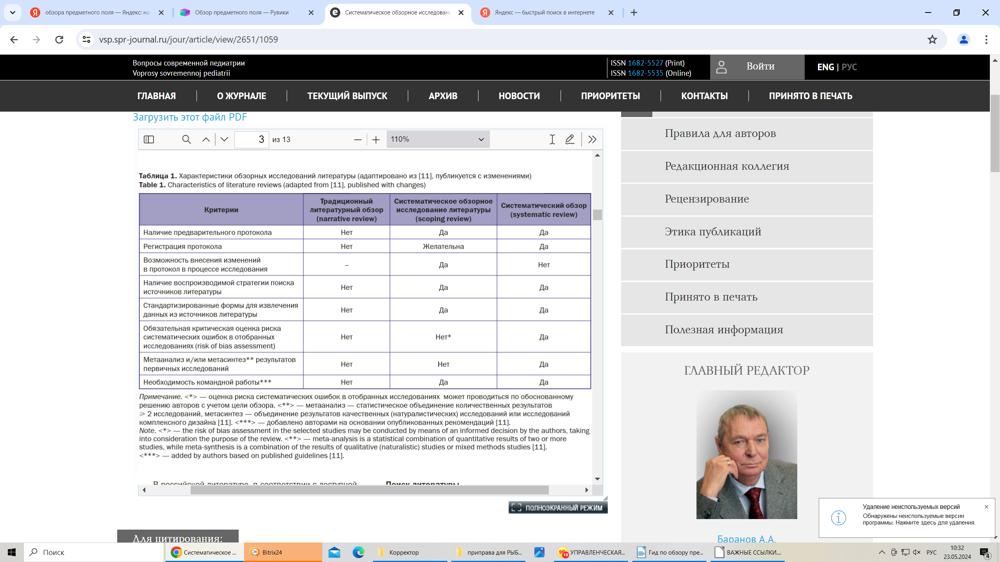 обзора предметного поля — Яндекс: на
Обзор предметного поля — Рувики
Систематическое обзорное исследовани
Яндекс — быстрый поиск в интернете
vsp.spr-journal.ru/jour/article/view/2651/1059
Вопросы современной педиатрии
Voprosy sovremennoj pediatrii
ISSN 1682-5527 (Print)
ISSN 1682-5535 (Online)
Войти
ENG | РУС
ГЛАВНАЯ
О ЖУРНАЛЕ
ТЕКУЩИЙ ВЫПУСК
АРХИВ
НОВОСТИ
ПРИОРИТЕТЫ
КОНТАКТЫ
ПРИНЯТО В ПЕЧАТЬ
Загрузить этот файл PDF
3 из 13
110%
Таблица 1. Характеристики обзорных исследований литературы (адаптировано из [11], публикуется с изменениями)
Table 1. Characteristics of literature reviews (adapted from [11], published with changes)
Критерии
Традиционный
литературный обзор
(narrative review)
Систематическое обзорное
исследование литературы
(scoping review)
Систематический обзор
(systematic review)
Наличие предварительного протокола Нет Да Да
Регистрация протокола Нет Желательна Да
Возможность внесения изменений
в протокол в процессе исследования
– Да Нет
Наличие воспроизводимой стратегии поиска
источников литературы
Нет Да Да
Стандартизированные формы для извлечения
данных из источников литературы
Нет Да Да
Обязательная критическая оценка риска
систематических ошибок в отобранных
исследованиях (risk of bias assessment)
Нет Нет* Да
Метаанализ и/или метасинтез** результатов
первичных исследований
Нет Нет Да
Необходимость командной работы*** Нет Да Да
Примечание. <*> — оценка риска систематических ошибок в отобранных исследованиях может проводиться по обоснованному
решению авторов с учетом цели обзора. <**> — метаанализ — статистическое объединение количественных результатов
⩾ 2 исследований, метасинтез — объединение результатов качественных (натуралистических) исследований или исследований
комплексного дизайна [11]. <***> — добавлено авторами на основании опубликованных рекомендаций [11].
Note. <*> — the risk of bias assessment in the selected studies may be conducted by means of an informed decision by the authors, taking
into consideration the purpose of the review. <**> — meta-analysis is a statistical combination of quantitative results of two or more
studies, while meta-synthesis is a combination of the results of qualitative (naturalistic) studies or mixed methods studies [11].
<***> — added by authors based on published guidelines [11].
В российской литературе, в соответствии с доступной
Поиск литературы
ПОЛНОЭКРАННЫЙ РЕЖИМ
Для цитирования:
Правила для авторов
Редакционная коллегия
Рецензирование
Этика публикаций
Приоритеты
Принято в печать
Полезная информация
ГЛАВНЫЙ РЕДАКТОР
Баранов А.А.
Удаление неиспользуемых версий
Обнаружены неиспользуемые версии
программы. Нажмите здесь для удаления.
Поиск
Систематическое ...
24
Bitrix24
Корректор
приправа для РЫБ...
10
УПРАВЛЕНЧЕСКАЯ...
Гид по обзору пре...
ВАЖНЫЕ ССЫЛКИ....
РУС
10:32
23.05.2024
4